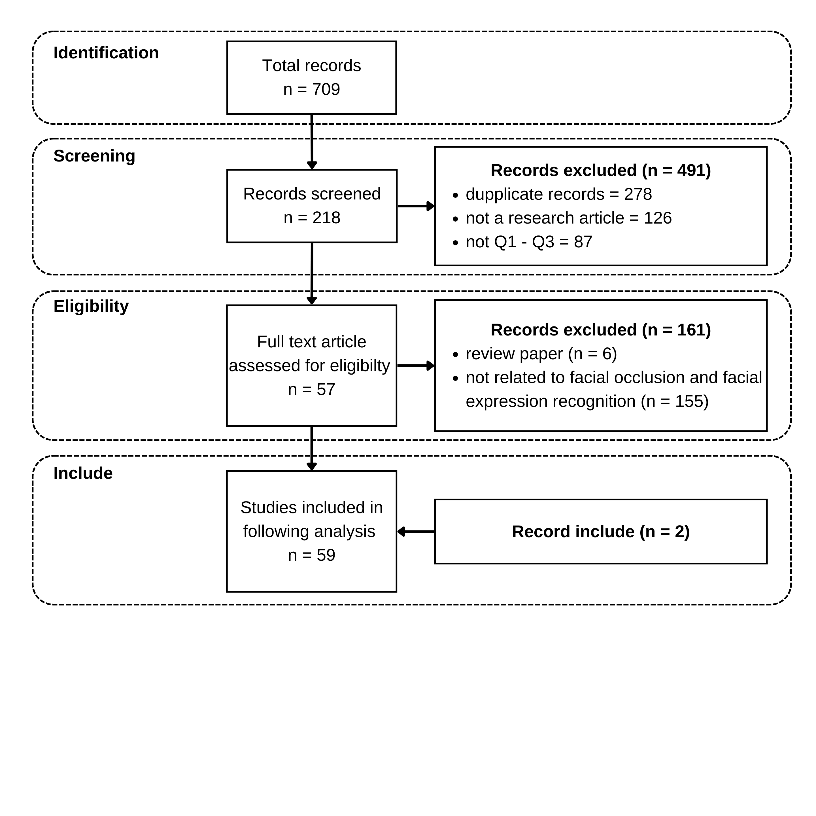 Identification
Total records
n = 709
Screening
Records screened
n = 218
Records excluded (n = 491)
• dupplicate records = 278
• not a research article = 126
• not Q1 - Q3 = 87
Eligibility
Full text article
assessed for eligibilty
n = 57
Records excluded (n = 161)
• review paper (n = 6)
• not related to facial occlusion and facial
expression recognition (n = 155)
Include
Studies included in
following analysis
n = 59
Record include (n = 2)